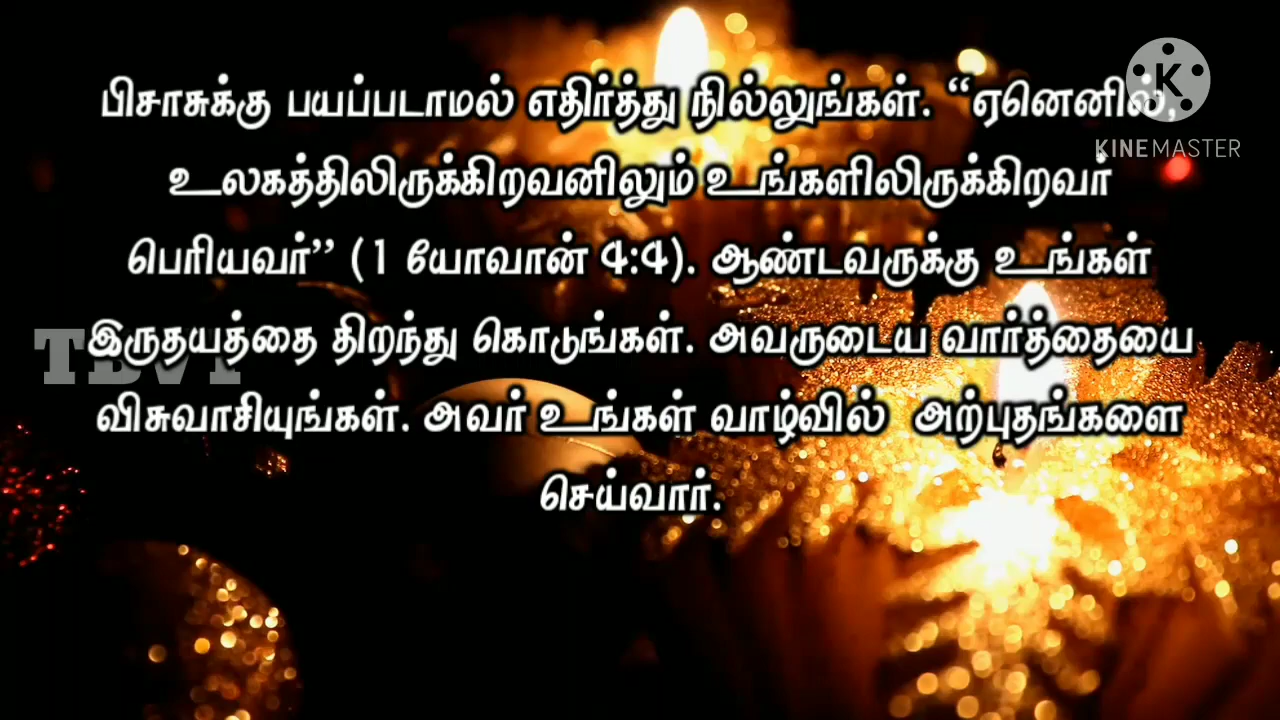 பிசாசுக்கு பயப்படாமல் எதிர்த்து நில்லுங்கள். “ஏனெனில்,
உலகத்திலிருக்கிறவனிலும் உங்களிலிருக்கிறவர்
பெரியவர்” (1 யோவான் 4:4). ஆண்டவருக்கு உங்கள்
இருதயத்தை திறந்து கொடுங்கள். அவருடைய வார்த்தையை
விசுவாசியுங்கள். அவர் உங்கள் வாழ்வில் அற்புதங்களை
செய்வார்.
KINEMASTER